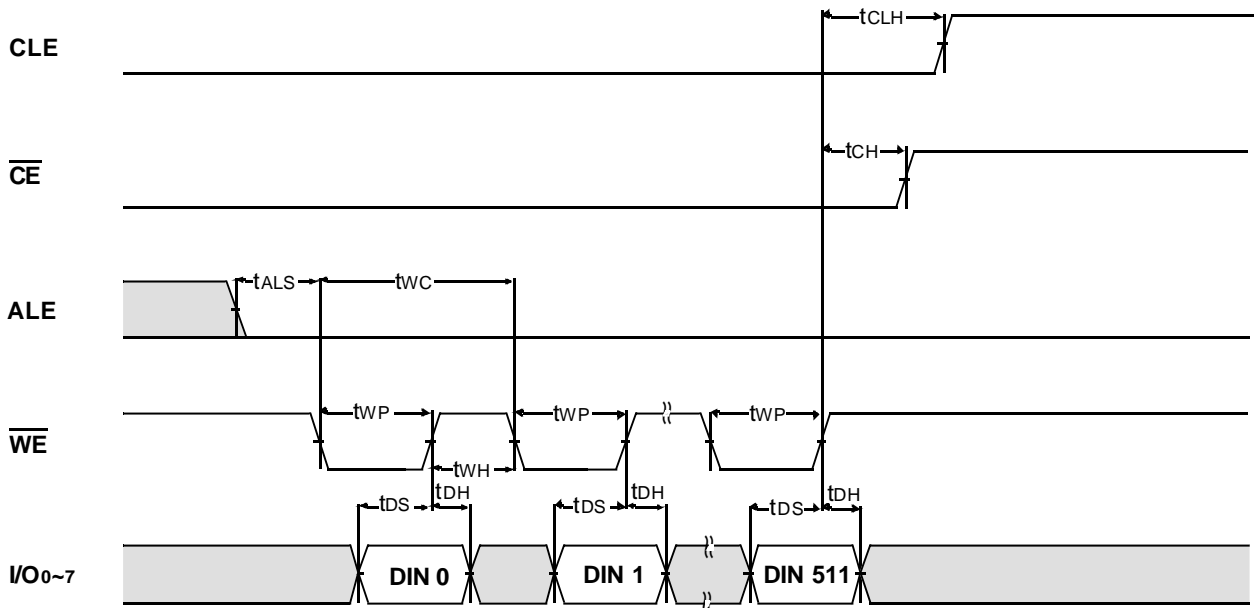 tCLH
CLE
tCH
CE
tALS
tWC
ALE
tWP
tWP
tWP
WE
tWH
tDS
tDH
tDS
tDH
tDS
tDH
I/O0~7
DIN 0
DIN 1
DIN 511